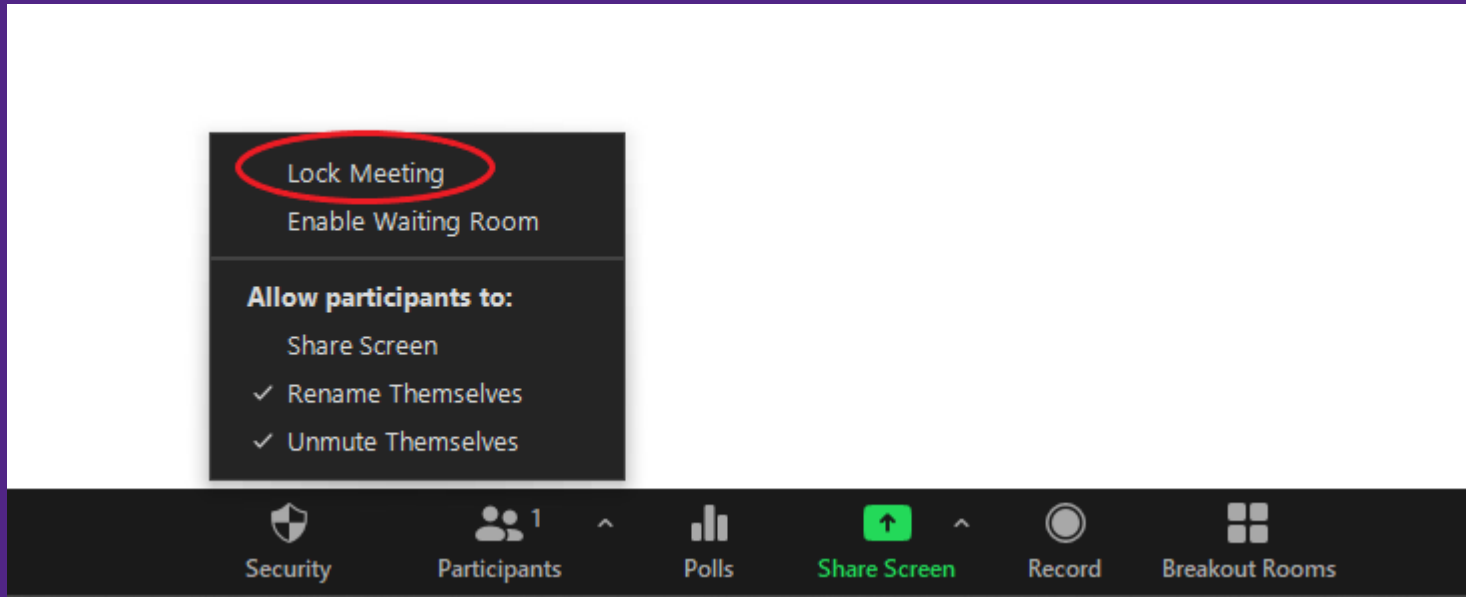 Lock Meeting
Enable Waiting Room
Allow participants to:
Share Screen
✓ Rename Themselves
✓ Unmute Themselves
1
Security Participants Polls Share Screen Record Breakout Rooms